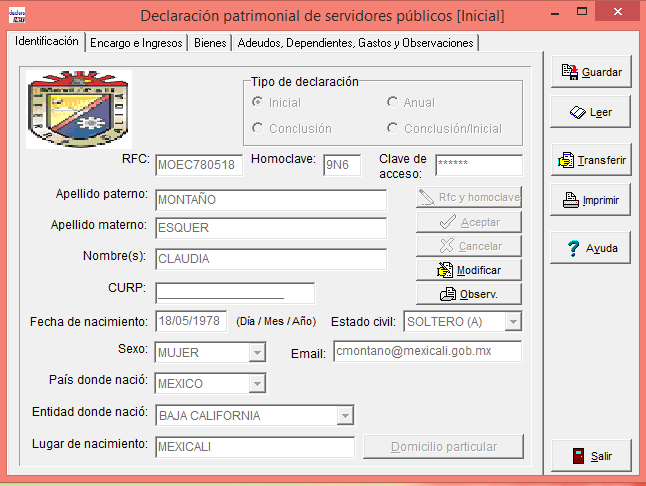 declara
.NET
Declaración patrimonial de servidores públicos [Inicial]
Identificación
Encargo e Ingresos
Bienes
Adeudos, Dependientes, Gastos y Observaciones
Tipo de declaración
Inicial
Anual
Conclusión
Conclusión/Inicial
RFC:
MOEC780518
Homoclave:
9N6
Clave de
acceso:
******
Apellido paterno:
MONTAÑO
Rfc y homoclave
Apellido materno:
ESQUER
Aceptar
Nombre(s):
CLAUDIA
Cancelar
Modificar
CURP:
__________________
Observ.
Fecha de nacimiento:
18/05/1978
(Día / Mes / Año)
Estado civil:
SOLTERO (A)
Sexo:
MUJER
Email:
cmontano@mexicali.gob.mx
País donde nació:
MEXICO
Entidad donde nació:
BAJA CALIFORNIA
Lugar de nacimiento:
MEXICALI
Domicilio particular
Guardar
Leer
Transferir
Imprimir
Ayuda
Salir